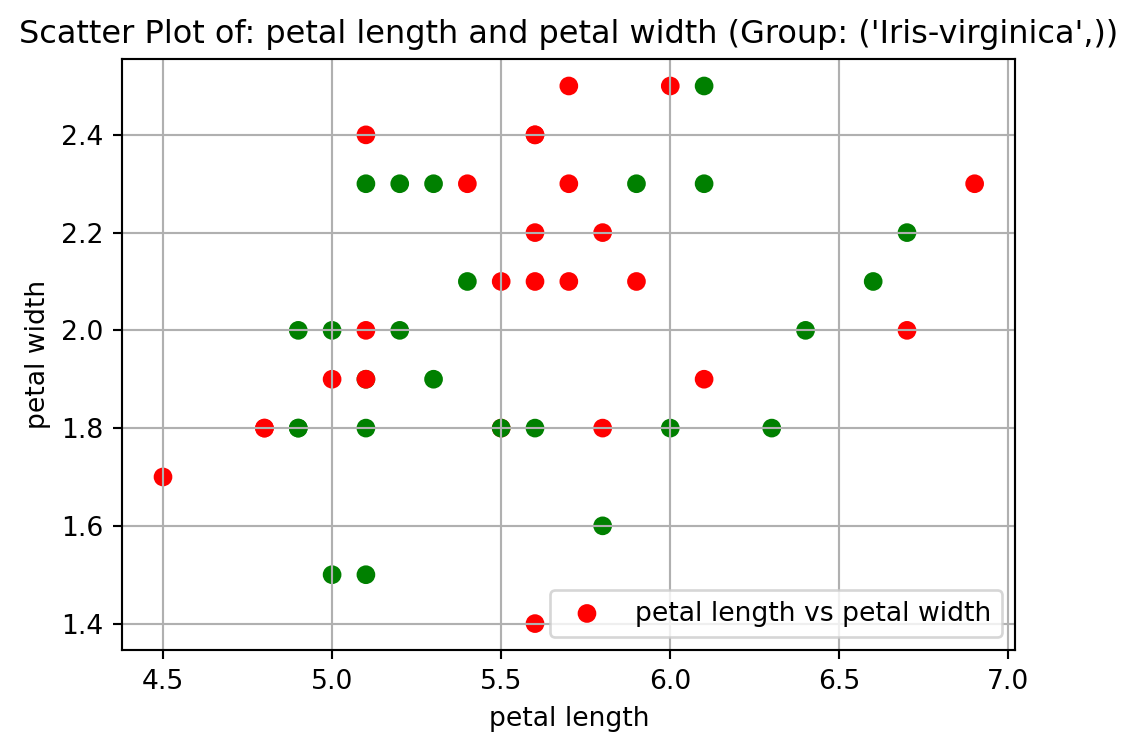 Scatter Plot of: petal length and petal width (Group: ('Iris-virginica',))
petal width
2.4
2.2
2.0
1.8
1.6
1.4
petal length vs petal width
4.5 5.0 5.5 6.0 6.5 7.0
petal length